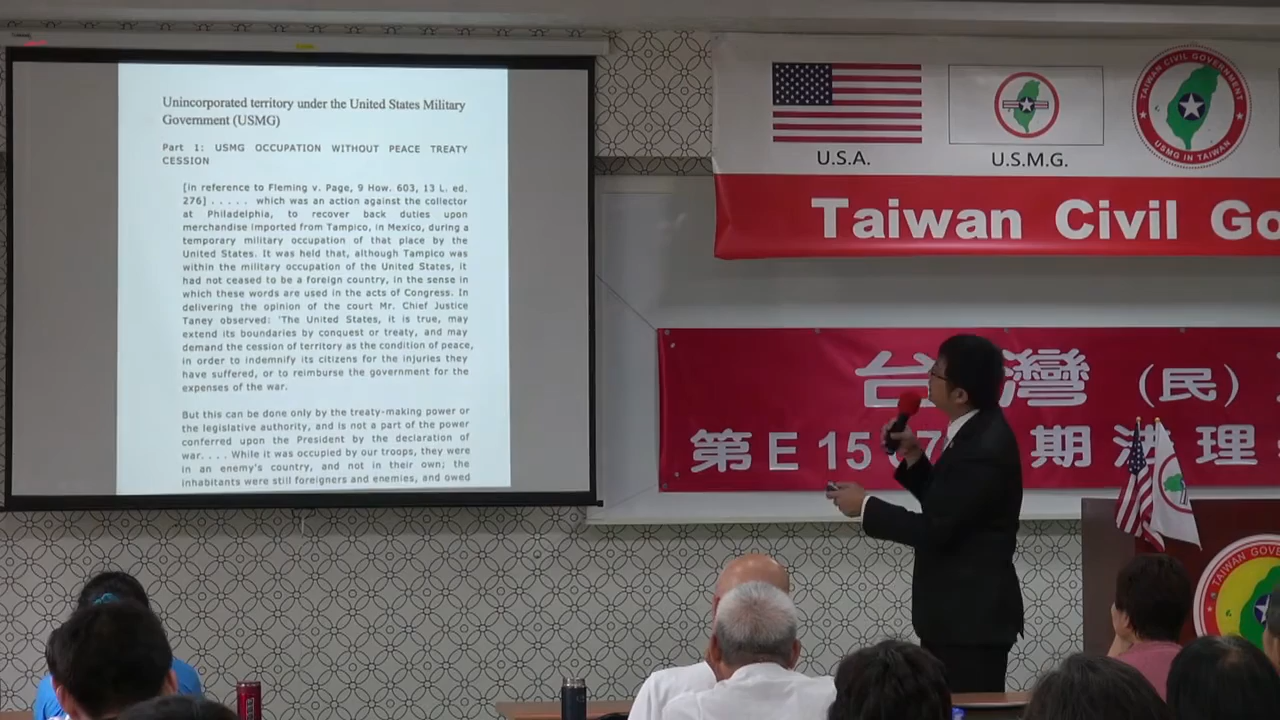 Unincorporated territory under the United States Military
Government (USMG)
Part 1: USMG OCCUPATION WITHOUT PEACE TREATY
CESSION
[in reference to Fleming v. Page, 9 How. 603, 13 L. ed.
276] . . . . . which was an action against the collector
at Philadelphia, to recover back duties upon
merchandise imported from Tampico, in Mexico, during a
temporary military occupation of that place by the
United States. It was held that, although Tampico was
within the military occupation of the United States, it
had not ceased to be a foreign country, in the sense in
which these words are used in the acts of Congress. In
delivering the opinion of the court Mr. Chief Justice
Taney observed: 'The United States, it is true, may
extend its boundaries by conquest or treaty, and may
demand the cession of territory as the condition of peace,
in order to indemnify its citizens for the injuries they
have suffered, or to reimburse the government for the
expenses of the war.
But this can be done only by the treaty-making power or
the legislative authority, and is not a part of the power
conferred upon the President by the declaration of
war. . . . While it was occupied by our troops, they were
in an enemy's country, and not in their own; the
inhabitants were still foreigners and enemies, and owed
U.S.A.
U.S.M.G.
TAIWAN CIVIL GOVERNMENT
USMG IN TAIWAN
Taiwan Civil Go
台灣(民)
第E15 7期法理
TAIWAN GOVER